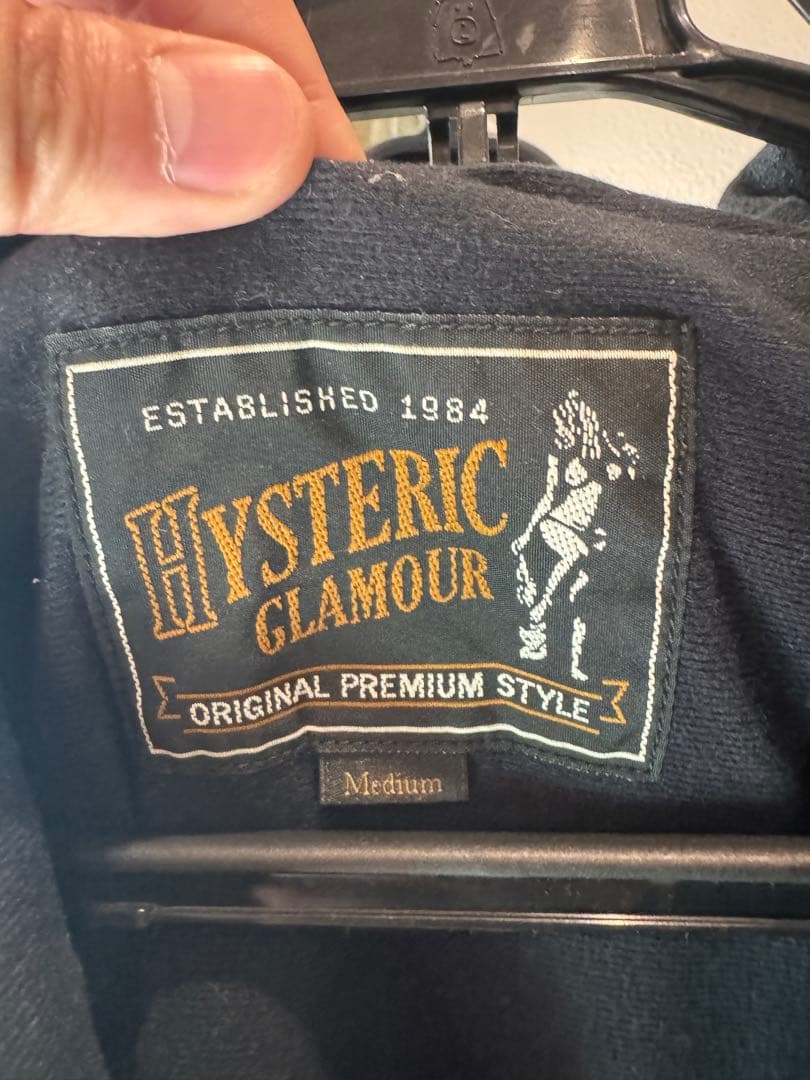 ESTABLISHED 1984
HYSTERIC
GLAMOUR
ORIGINAL PREMIUM STYLE
Medium